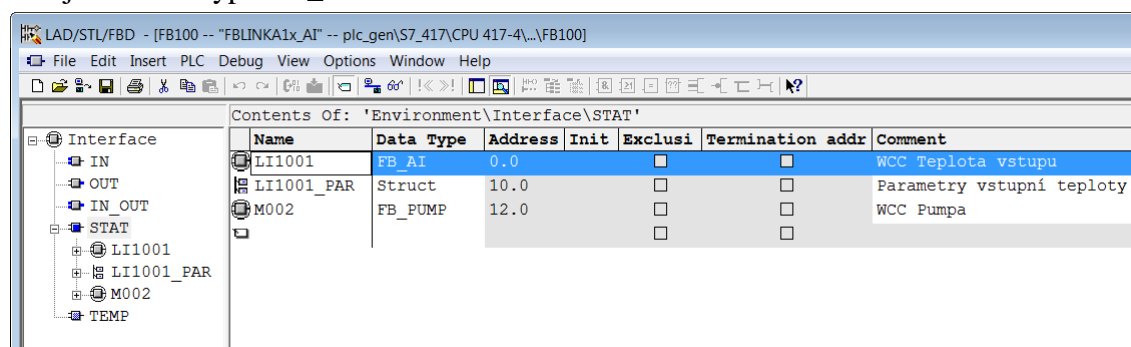 LAD/STL/FBD - [FB100 -- "FBLINKA1x_AI" -- plc_gen\S7_417\CPU 417-4\...\FB100]
File Edit Insert PLC Debug View Options Window Help
Contents Of: 'Environment\Interface\STAT'
Interface
IN
OUT
IN_OUT
STAT
LI1001
LI1001_PAR
M002
TEMP
Name Data Type Address Init Exclusi Termination addr Comment
LI1001 FB_AI 0.0 WCC Teplota vstupu
LI1001_PAR Struct 10.0 Parametry vstupní teploty
M002 FB_PUMP 12.0 WCC Pumpa